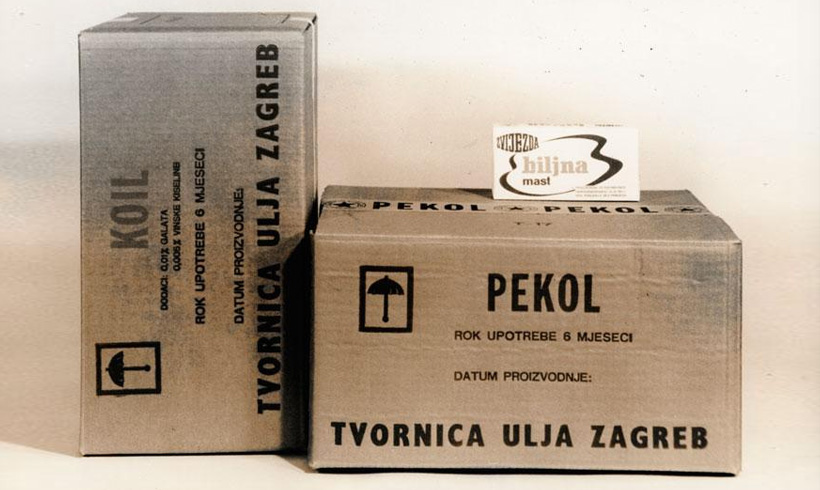 KOIL
DODACI: 0,01% GALATA
0,005% VINSKE KISELINE
ROK UPOTREBE 6 MJESECI
DATUM PROIZVODNJE:
TVORNICA ULJA ZAGREB
ZVIJEZDA
biljna
mast
PEKOL PEKOL
PEKOL
ROK UPOTREBE 6 MJESECI
DATUM PROIZVODNJE:
TVORNICA ULJA ZAGREB